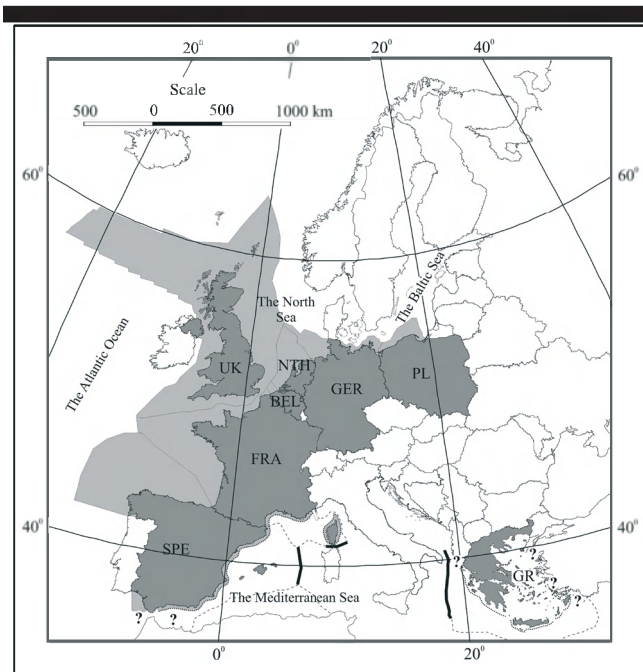 20⁰
0⁰
20⁰
40⁰
Scale
500
0
500
1000 km
60⁰
60⁰
The Baltic Sea
The North
Sea
The Atlantic Ocean
UK
NTH
BEL
GER
PL
FRA
40⁰
40⁰
SPE
GR
?
?
?
?
The Mediterranean Sea
?
?
0⁰
20⁰